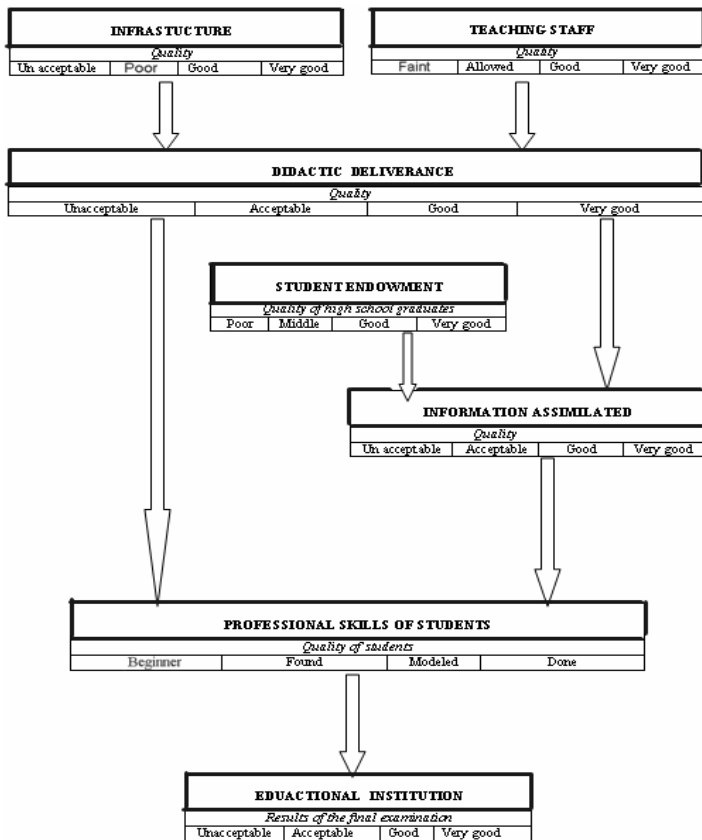 INFRASTUCTURE
Quality
Un acceptable Poor Good Very good
TEACHING STAFF
Quality
Faint Allowed Good Very good
DIDACTIC DELIVERANCE
Quality
Unacceptable Acceptable Good Very good
STUDENT ENDOWMENT
Quality of high school graduates
Poor Middle Good Very good
INFORMATION ASSIMILATED
Quality
Un acceptable Acceptable Good Very good
PROFESSIONAL SKILLS OF STUDENTS
Quality of students
Beginner Found Modeled Done
EDUACTIONAL INSTITUTION
Results of the final examination
Unacceptable Acceptable Good Very good